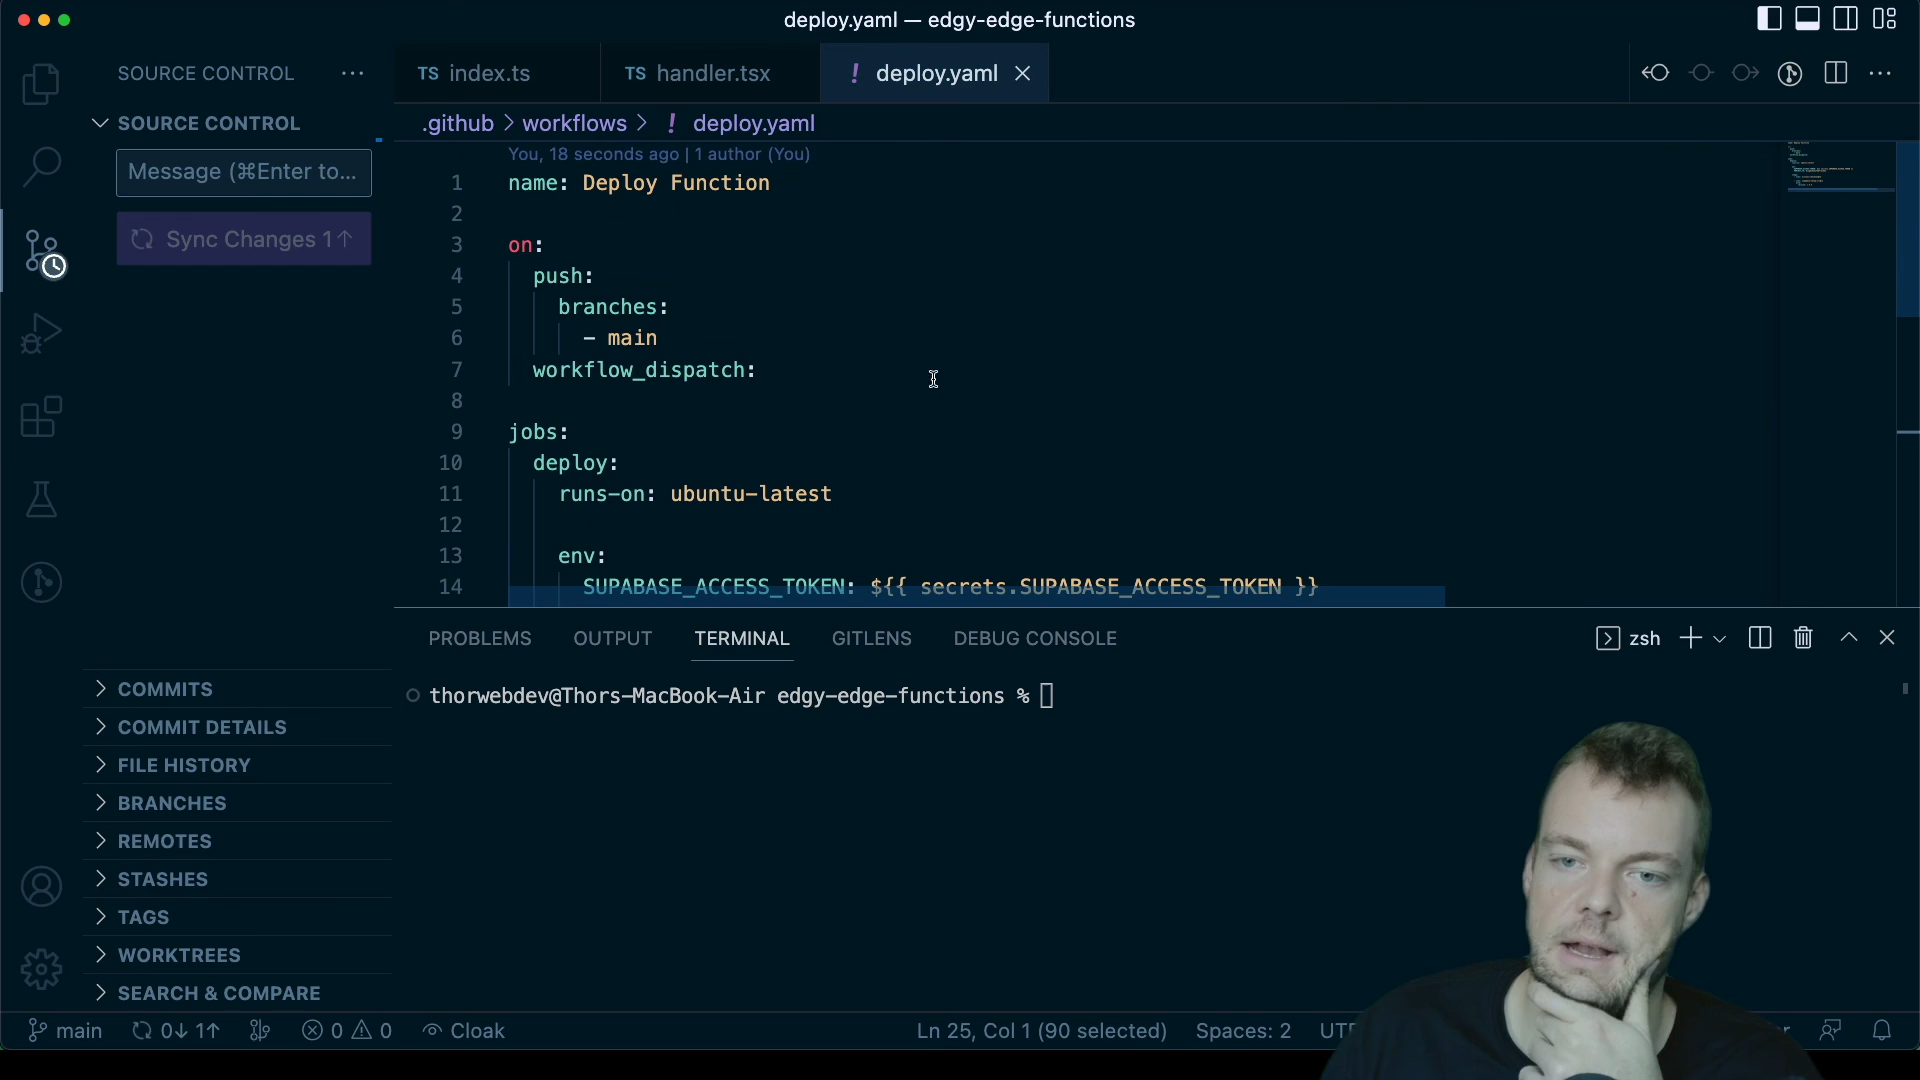 deploy.yaml — edgy-edge-functions
SOURCE CONTROL
TS index.ts
TS handler.tsx
! deploy.yaml
SOURCE CONTROL
.github > workflows > ! deploy.yaml
Message (⌘Enter to...
Sync Changes 1↑
You, 18 seconds ago | 1 author (You)
1 name: Deploy Function
2
3 on:
4 push:
5 branches:
6 - main
7 workflow_dispatch:
8
9 jobs:
10 deploy:
11 runs-on: ubuntu-latest
12
13 env:
14 SUPABASE_ACCESS_TOKEN: ${{ secrets.SUPABASE_ACCESS_TOKEN }}
PROBLEMS OUTPUT TERMINAL GITLENS DEBUG CONSOLE
zsh
thorwebdev@Thors-MacBook-Air edgy-edge-functions %
COMMITS
COMMIT DETAILS
FILE HISTORY
BRANCHES
REMOTES
STASHES
TAGS
WORKTREES
SEARCH & COMPARE
main 0↓ 1↑ 0 0 Cloak
Ln 25, Col 1 (90 selected) Spaces: 2